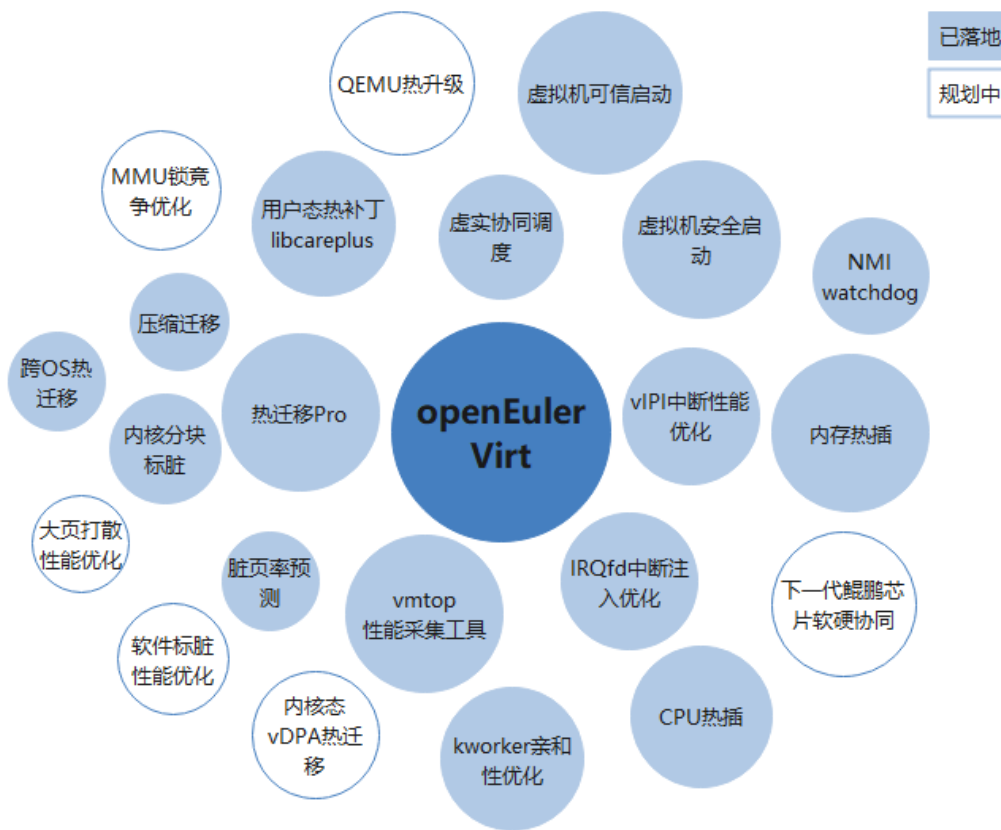 已落地
规划中
QEMU热升级
虚拟机可信启动
MMU锁竞
争优化
用户态热补丁
libcareplus
虚实协同调
度
虚拟机安全启
动
NMI
watchdog
压缩迁移
跨OS热
迁移
热迁移Pro
openEuler
Virt
vIPI中断性能
优化
内存热插
内核分块
标脏
大页打散
性能优化
脏页率预
测
vmtop
性能采集工具
IRQfd中断注
入优化
下一代鲲鹏芯
片软硬协同
软件标脏
性能优化
内核态
vDPA热迁
移
kworker亲和
性优化
CPU热插